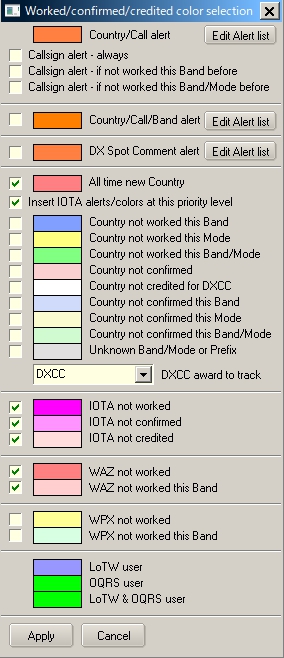 Worked/confirmed/credited color selection
Country/Call alert
Edit Alert list
Callsign alert - always
Callsign alert - if not worked this Band before
Callsign alert - if not worked this Band/Mode before
Country/Call/Band alert
Edit Alert list
DX Spot Comment alert
Edit Alert list
All time new Country
Insert IOTA alerts/colors at this priority level
Country not worked this Band
Country not worked this Mode
Country not worked this Band/Mode
Country not confirmed
Country not credited for DXCC
Country not confirmed this Band
Country not confirmed this Mode
Country not confirmed this Band/Mode
Unknown Band/Mode or Prefix
DXCC
DXCC award to track
IOTA not worked
IOTA not confirmed
IOTA not credited
WAZ not worked
WAZ not worked this Band
WPX not worked
WPX not worked this Band
LoTW user
OQRS user
LoTW & OQRS user
Apply
Cancel